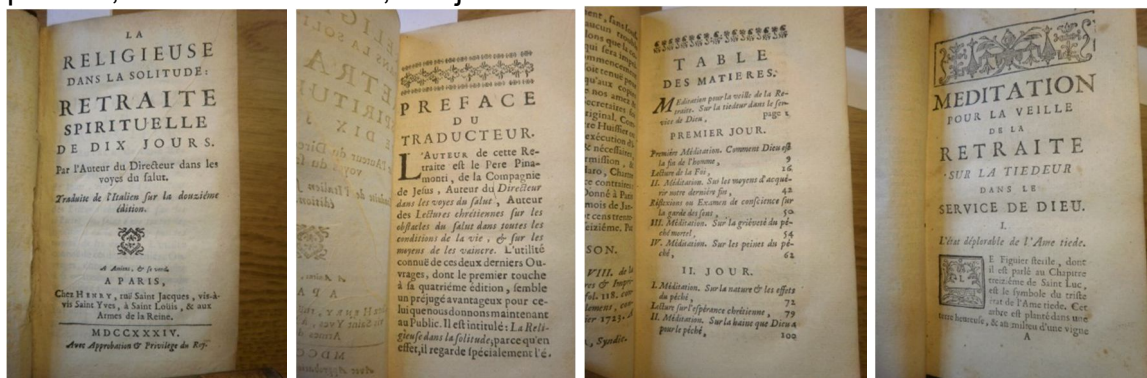 LA
RELIGIEUSE
DANS LA SOLITUDE:
RETRAITE
SPIRITUELLE
DE DIX JOURS.
Par l'Auteur du Directeur dans les
voyes du salut.
Traduite de l'Italien sur la douziéme
édition.
A PARIS,
Chez HENRY, ruë Saint Jacques, vis-à-
vis Saint Yves, à Saint Loüis, & aux
Armes de la Reine.
MDCCXXXIV.
Avec Approbation & Privilege du Roy.
PREFACE
DU
TRADUCTEUR.
L'AUTEUR de cette Re-
traite est le Pere Pina-
monti, de la Compagnie
de Jesus, Auteur du Directeur
dans les voyes du salut, Auteur
des Lectures chrétiennes sur les
obstacles du salut dans toutes les
conditions de la vie, & sur les
moyens de les vaincre. L'utilité
connuë de ces deux derniers Ou-
vrages, dont le premier touche
à sa quatriéme édition, semble
un préjugé avantageux pour ce-
lui que nous donnons maintenant
au Public. Il est intitulé: La Reli-
gieuse dans la solitude, parce qu'en
effet, il regarde spécialement l'é-
TABLE
DES MATIERES.
Meditation pour la veille de la Re-
traite. Sur la tiedeur dans le ser-
vice de Dieu. page 1
PREMIER JOUR.
Premiére Méditation. Comment Dieu est
la fin de l'homme, 9
Lecture de la Foi, 16
II. Méditation. Sur les moyens d'acqué-
rir notre derniére fin, 42
Réflexions ou Examen de conscience sur
la garde des sens, 50
III. Méditation. Sur la griéveté du pé-
ché mortel, 54
IV. Méditation. Sur les peines du pé-
ché, 62
II. JOUR.
I. Méditation. Sur la nature & les effets
du péché, 72
Lecture sur l'espérance chrétienne, 79
II. Méditation. Sur la haine que Dieu a
pour le péché, 100
MEDITATION
POUR LA VEILLE
DE LA
RETRAITE
SUR LA TIEDEUR
DANS LE
SERVICE DE DIEU.
I.
L'état déplorable de l'Ame tiede.
LE Figuier stérile, dont
il est parlé au Chapitre
treiziéme de Saint Luc,
est le symbole du triste
état de l'Ame tiede. Cet
arbre est planté dans une
terre heureuse, & au milieu d'une vigne
A